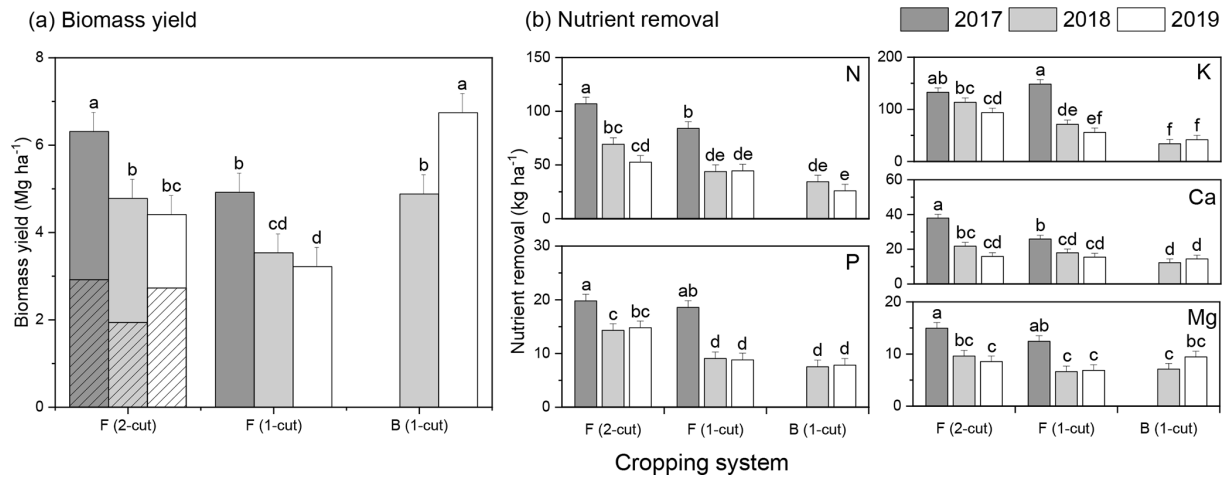 (a) Biomass yield
(b) Nutrient removal
2017 2018 2019
Biomass yield (Mg ha⁻¹)
8
6
4
2
0
a
b
bc
b
cd
d
b
a
F (2-cut) F (1-cut) B (1-cut)
Nutrient removal (kg ha⁻¹)
N
150
100
50
0
a
bc
cd
b
de
de
de
e
P
30
20
10
0
a
c
bc
ab
d
d
d
d
F (2-cut) F (1-cut) B (1-cut)
K
200
100
0
ab
bc
cd
a
de
ef
f
f
Ca
60
40
20
0
a
bc
cd
b
cd
cd
d
d
Mg
20
10
0
a
bc
c
ab
c
c
c
bc
F (2-cut) F (1-cut) B (1-cut)
Cropping system